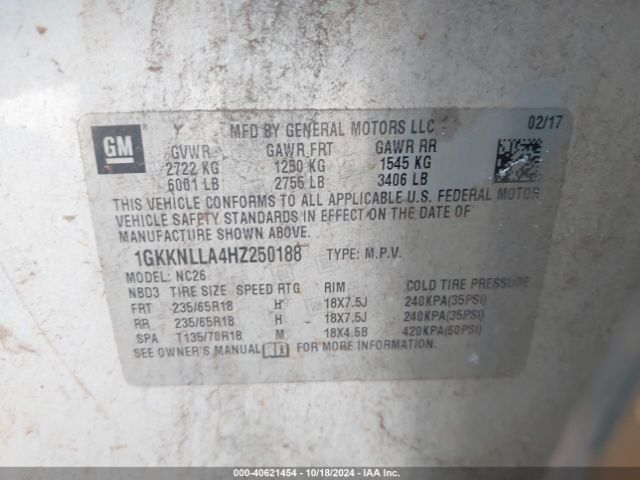 GM
MFD BY GENERAL MOTORS LLC 02/17
GVWR GAWR FRT GAWR RR
2722 KG 1250 KG 1545 KG
6001 LB 2755 LB 3406 LB
THIS VEHICLE CONFORMS TO ALL APPLICABLE U.S. FEDERAL MOTOR
VEHICLE SAFETY STANDARDS IN EFFECT ON THE DATE OF
MANUFACTURE SHOWN ABOVE.
1GKKNLLA4HZ250188 TYPE: M.P.V.
MODEL: NC26
NBD3 TIRE SIZE SPEED RTG RIM COLD TIRE PRESSURE
FRT 235/65R18 H 18X7.5J 240KPA(35PSI)
RR 235/65R18 H 18X7.5J 240KPA(35PSI)
SPA T135/70R18 M 18X4.5B 420KPA(60PSI)
SEE OWNER'S MANUAL FOR MORE INFORMATION.
000-40621454 - 10/18/2024 - IAA Inc.